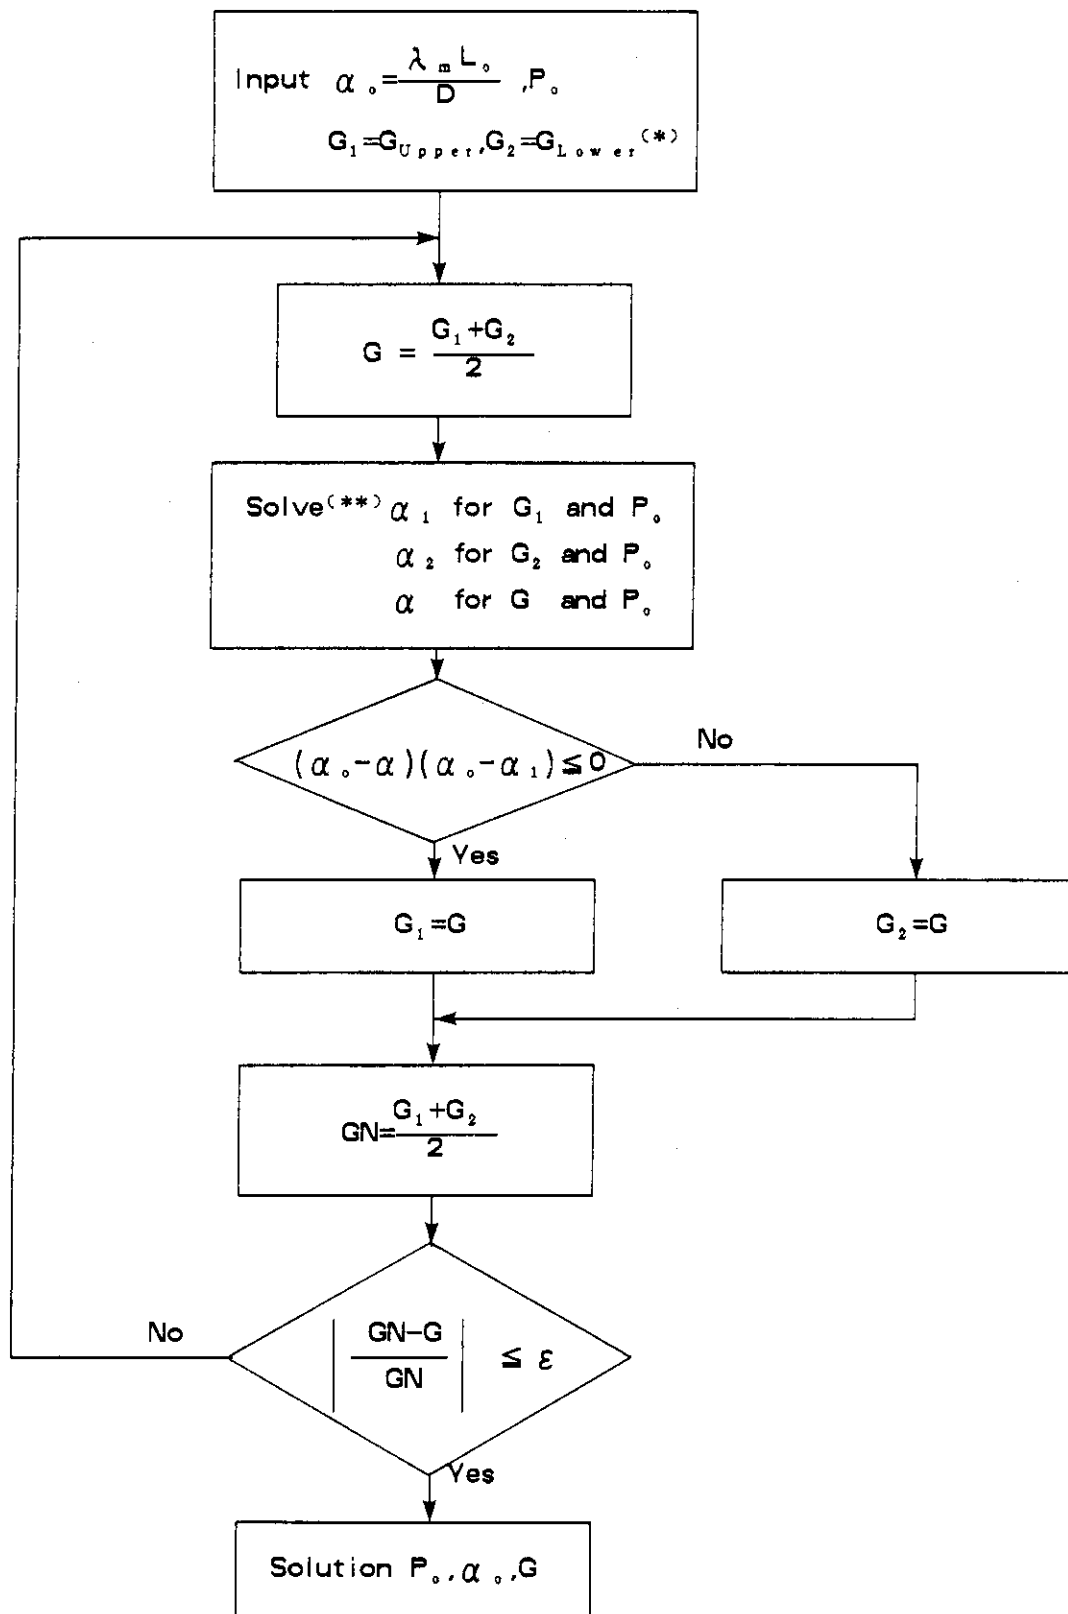 Input α₀=λₘL₀/D ,P₀
G₁=G_Upper,G₂=G_Lower(*)
G = (G₁+G₂)/2
Solve(**) α₁ for G₁ and P₀
α₂ for G₂ and P₀
α for G and P₀
(α₀-α)(α₀-α₁)≦0
No
Yes
G₁=G
G₂=G
GN=(G₁+G₂)/2
No
|(GN-G)/GN| ≦ ε
Yes
Solution P₀,α₀,G